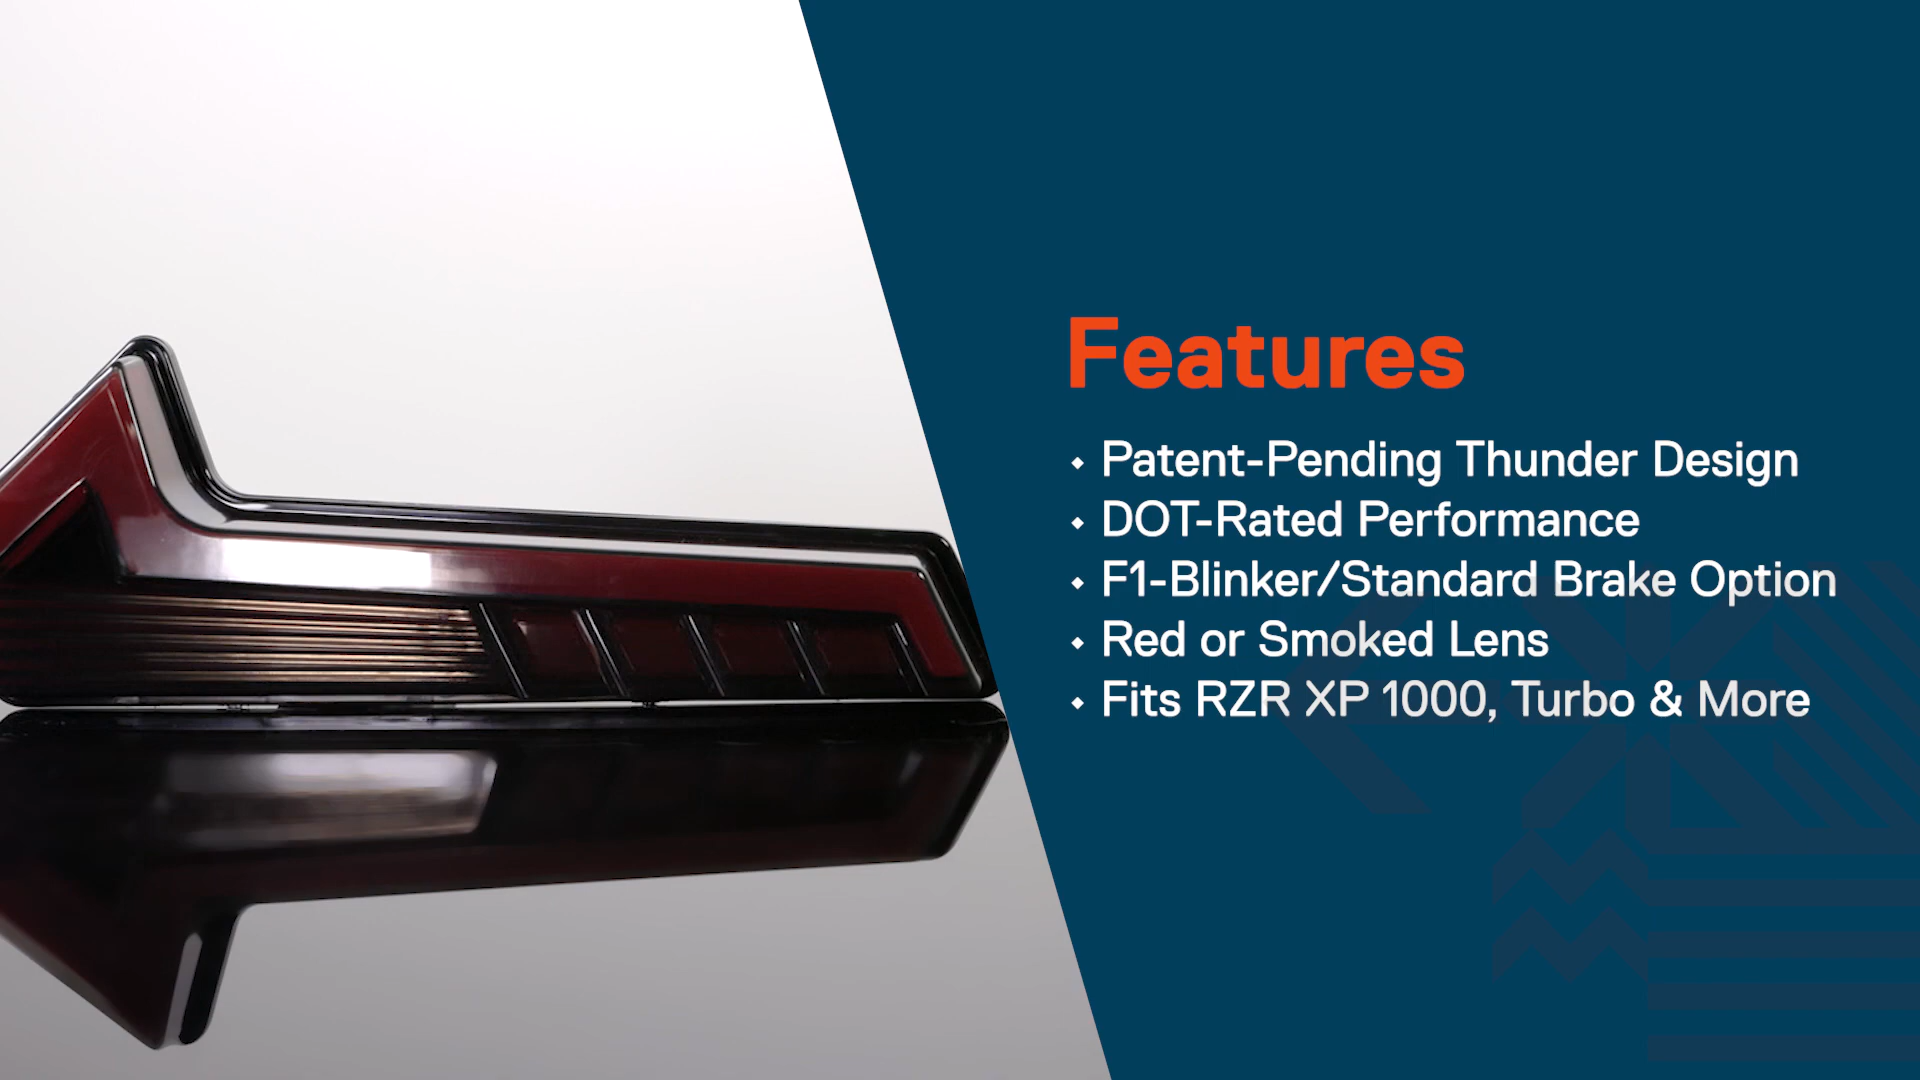 Features
• Patent-Pending Thunder Design
• DOT-Rated Performance
• F1-Blinker/Standard Brake Option
• Red or Smoked Lens
• Fits RZR XP 1000, Turbo & More